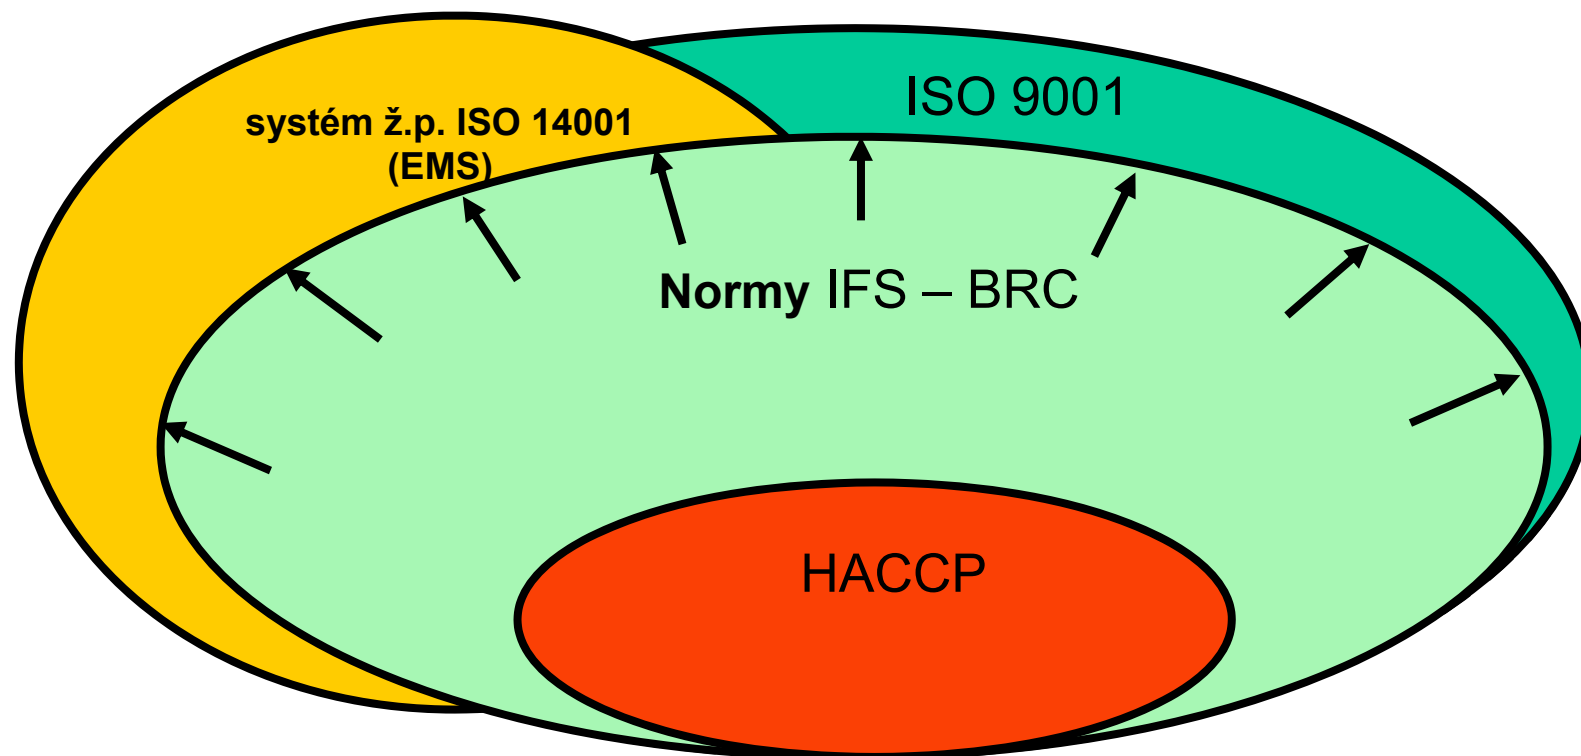 ISO 9001
systém ž.p. ISO 14001
(EMS)
Normy IFS – BRC
HACCP